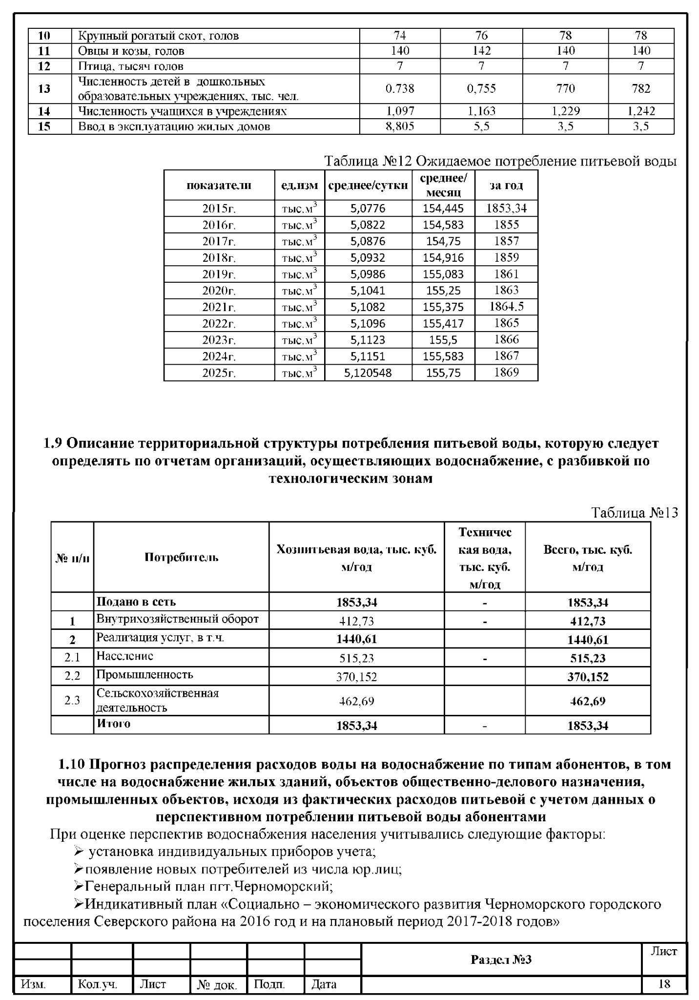 10 Крупный рогатый скот, голов 74 76 78 78
11 Овцы и козы, голов 140 142 140 140
12 Птица, тысяч голов 7 7 7 7
13 Численность детей в дошкольных образовательных учреждениях, тыс. чел. 0.738 0,755 770 782
14 Численность учащихся в учреждениях 1,097 1,163 1,229 1,242
15 Ввод в эксплуатацию жилых домов 8,805 5,5 3,5 3,5
Таблица №12 Ожидаемое потребление питьевой воды
показатели ед.изм среднее/сутки среднее/ месяц за год
2015г. тыс.м³ 5,0776 154,445 1853,34
2016г. тыс.м³ 5,0822 154,583 1855
2017г. тыс.м³ 5,0876 154,75 1857
2018г. тыс.м³ 5,0932 154,916 1859
2019г. тыс.м³ 5,0986 155,083 1861
2020г. тыс.м³ 5,1041 155,25 1863
2021г. тыс.м³ 5,1082 155,375 1864.5
2022г. тыс.м³ 5,1096 155,417 1865
2023г. тыс.м³ 5,1123 155,5 1866
2024г. тыс.м³ 5,1151 155,583 1867
2025г. тыс.м³ 5,120548 155,75 1869
1.9 Описание территориальной структуры потребления питьевой воды, которую следует
определять по отчетам организаций, осуществляющих водоснабжение, с разбивкой по
технологическим зонам
Таблица №13
№ п/п Потребитель Хозпитьевая вода, тыс. куб. м/год Техничес кая вода, тыс. куб. м/год Всего, тыс. куб. м/год
Подано в сеть 1853,34 - 1853,34
1 Внутрихозяйственный оборот 412,73 - 412,73
2 Реализация услуг, в т.ч. 1440,61 1440,61
2.1 Население 515,23 - 515,23
2.2 Промышленность 370,152 370,152
2.3 Сельскохозяйственная деятельность 462,69 462,69
Итого 1853,34 - 1853,34
1.10 Прогноз распределения расходов воды на водоснабжение по типам абонентов, в том
числе на водоснабжение жилых зданий, объектов общественно-делового назначения,
промышленных объектов, исходя из фактических расходов питьевой с учетом данных о
перспективном потреблении питьевой воды абонентами
При оценке перспектив водоснабжения населения учитывались следующие факторы:
➢ установка индивидуальных приборов учета;
➢появление новых потребителей из числа юр.лиц;
➢Генеральный план пгт.Черноморский;
➢Индикативный план «Социально – экономического развития Черноморского городского
поселения Северского района на 2016 год и на плановый период 2017-2018 годов»
Раздел №3 Лист
Изм. Кол.уч. Лист № док. Подп. Дата 18